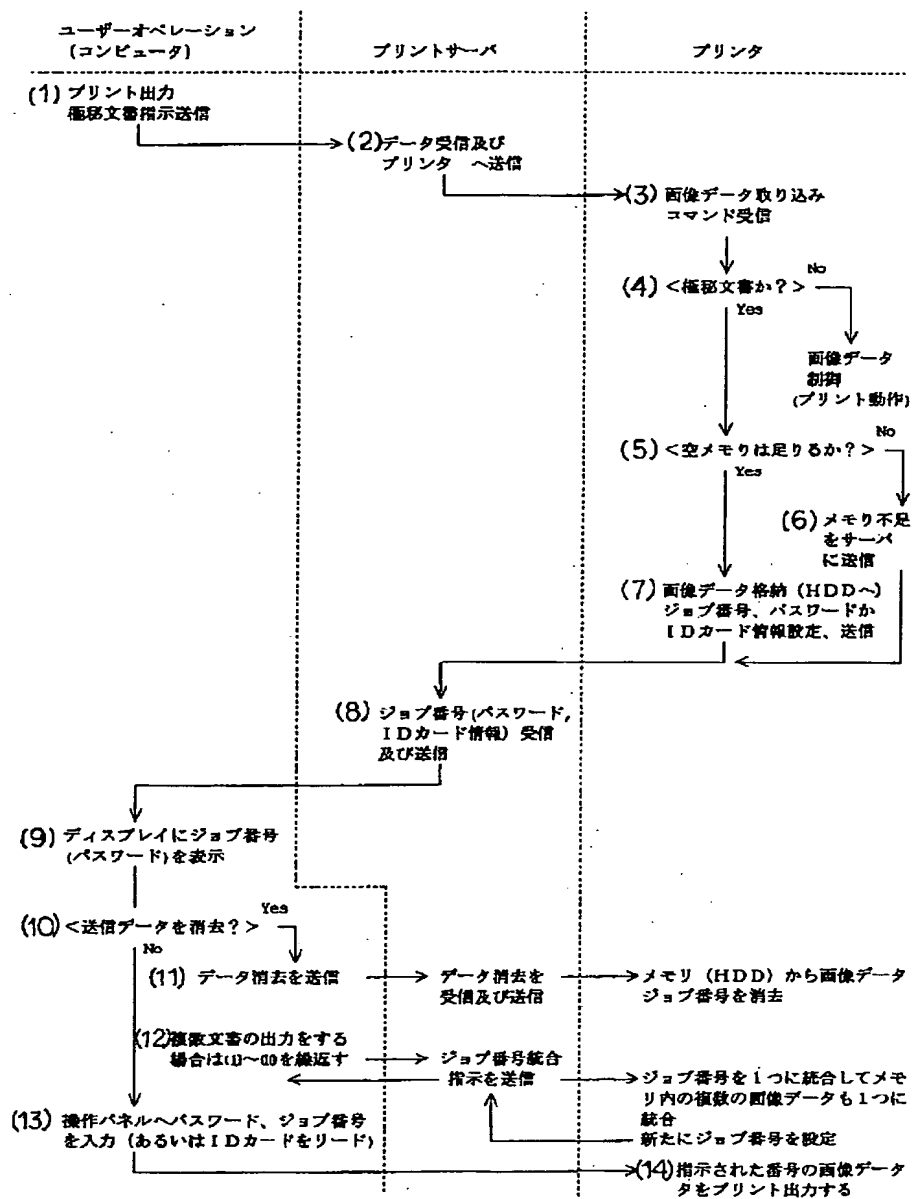 ユーザーオペレーション
(コンピュータ)
プリントサーバ
プリンタ
(1) プリント出力
極秘文書指示送信
(2) データ受信及び
プリンタ へ送信
(3) 画像データ取り込み
コマンド受信
(4) <極秘文書か?>
No
Yes
画像データ
制御
(プリント動作)
(5) <空メモリは足りるか?>
No
Yes
(6) メモリ不足
をサーバ
に送信
(7) 画像データ格納(HDDへ)
ジョブ番号、パスワードか
IDカード情報設定、送信
(8) ジョブ番号(パスワード,
IDカード情報)受信
及び送信
(9) ディスプレイにジョブ番号
(パスワード)を表示
(10) <送信データを消去?>
Yes
No
(11) データ消去を送信
データ消去を
受信及び送信
メモリ(HDD)から画像データ
ジョブ番号を消去
(12) 複数文書の出力をする
場合は(1)~(11)を繰返す
ジョブ番号統合
指示を送信
ジョブ番号を1つに統合してメモ
リ内の複数の画像データも1つに
統合
新たにジョブ番号を設定
(13) 操作パネルへパスワード、ジョブ番号
を入力(あるいはIDカードをリード)
(14) 指示された番号の画像データ
タをプリント出力する